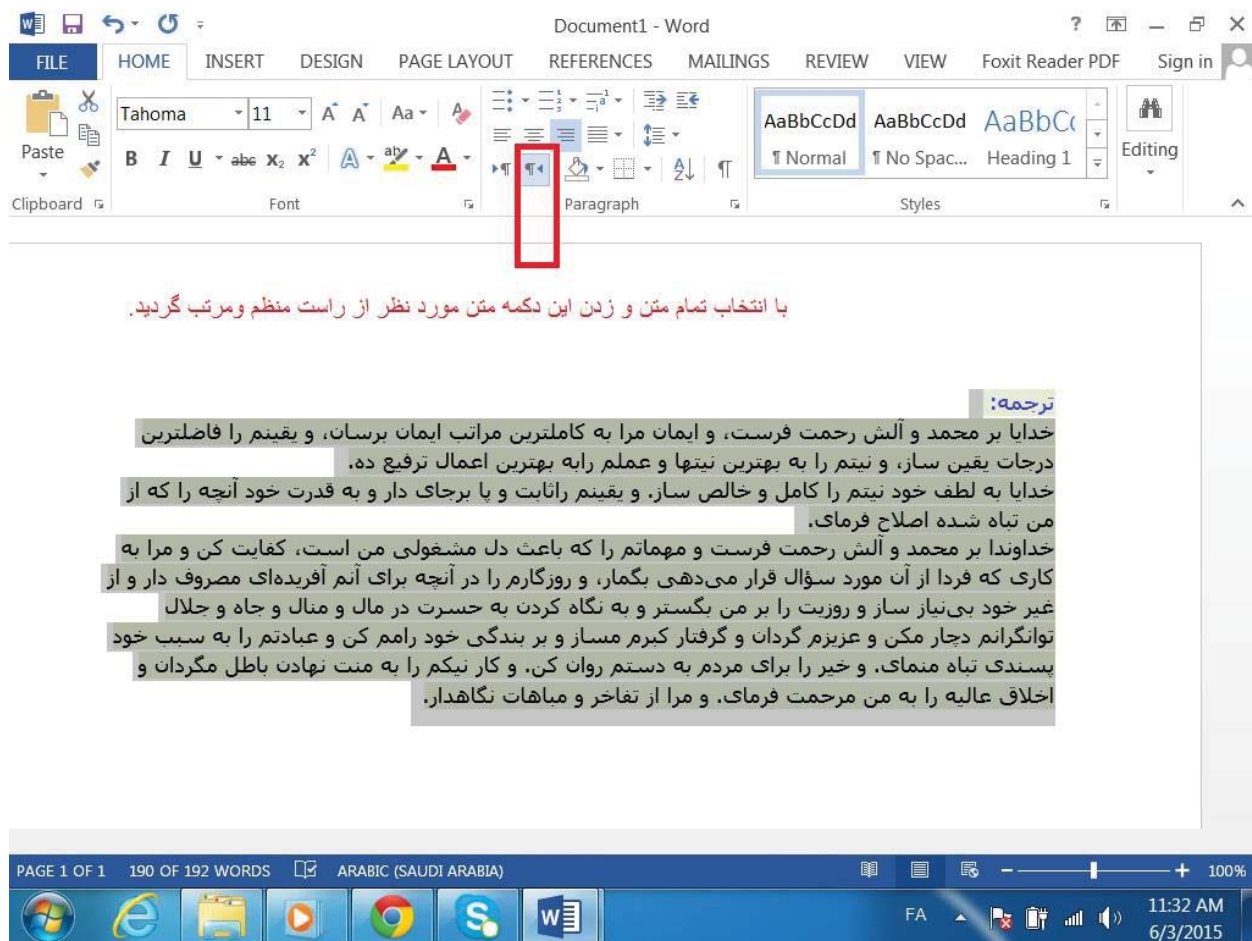 Document1 - Word
FILE HOME INSERT DESIGN PAGE LAYOUT REFERENCES MAILINGS REVIEW VIEW Foxit Reader PDF Sign in
Tahoma 11 Aa
AaBbCcDd AaBbCcDd AaBbCc
Paste
B I U abc X₂ X² A aby A
¶ Normal ¶ No Spac... Heading 1
Editing
Clipboard Font Paragraph Styles
با انتخاب تمام متن و زدن این دکمه متن مورد نظر از راست منظم ومرتب گردید.
ترجمه:
خدایا بر محمد و آلش رحمت فرست، و ایمان مرا به کاملترین مراتب ایمان برسان، و یقینم را فاضلترین
درجات یقین ساز، و نیتم را به بهترین نیتها و عملم رابه بهترین اعمال ترفیع ده.
خدایا به لطف خود نیتم را کامل و خالص ساز. و یقینم راثابت و پا برجای دار و به قدرت خود آنچه را که از
من تباه شده اصلاح فرمای.
خداوندا بر محمد و آلش رحمت فرست و مهماتم را که باعث دل مشغولی من است، کفایت کن و مرا به
کاری که فردا از آن مورد سؤال قرار می‌دهی بگمار، و روزگارم را در آنچه برای آنم آفریده‌ای مصروف دار و از
غیر خود بی‌نیاز ساز و روزیت را بر من بگستر و به نگاه کردن به حسرت در مال و منال و جاه و جلال
توانگرانم دچار مکن و عزیزم گردان و گرفتار کبرم مساز و بر بندگی خود رامم کن و عبادتم را به سبب خود
پسندی تباه منمای. و خیر را برای مردم به دستم روان کن. و کار نیکم را به منت نهادن باطل مگردان و
اخلاق عالیه را به من مرحمت فرمای. و مرا از تفاخر و مباهات نگاهدار.
PAGE 1 OF 1 190 OF 192 WORDS ARABIC (SAUDI ARABIA) 100%
FA 11:32 AM
6/3/2015